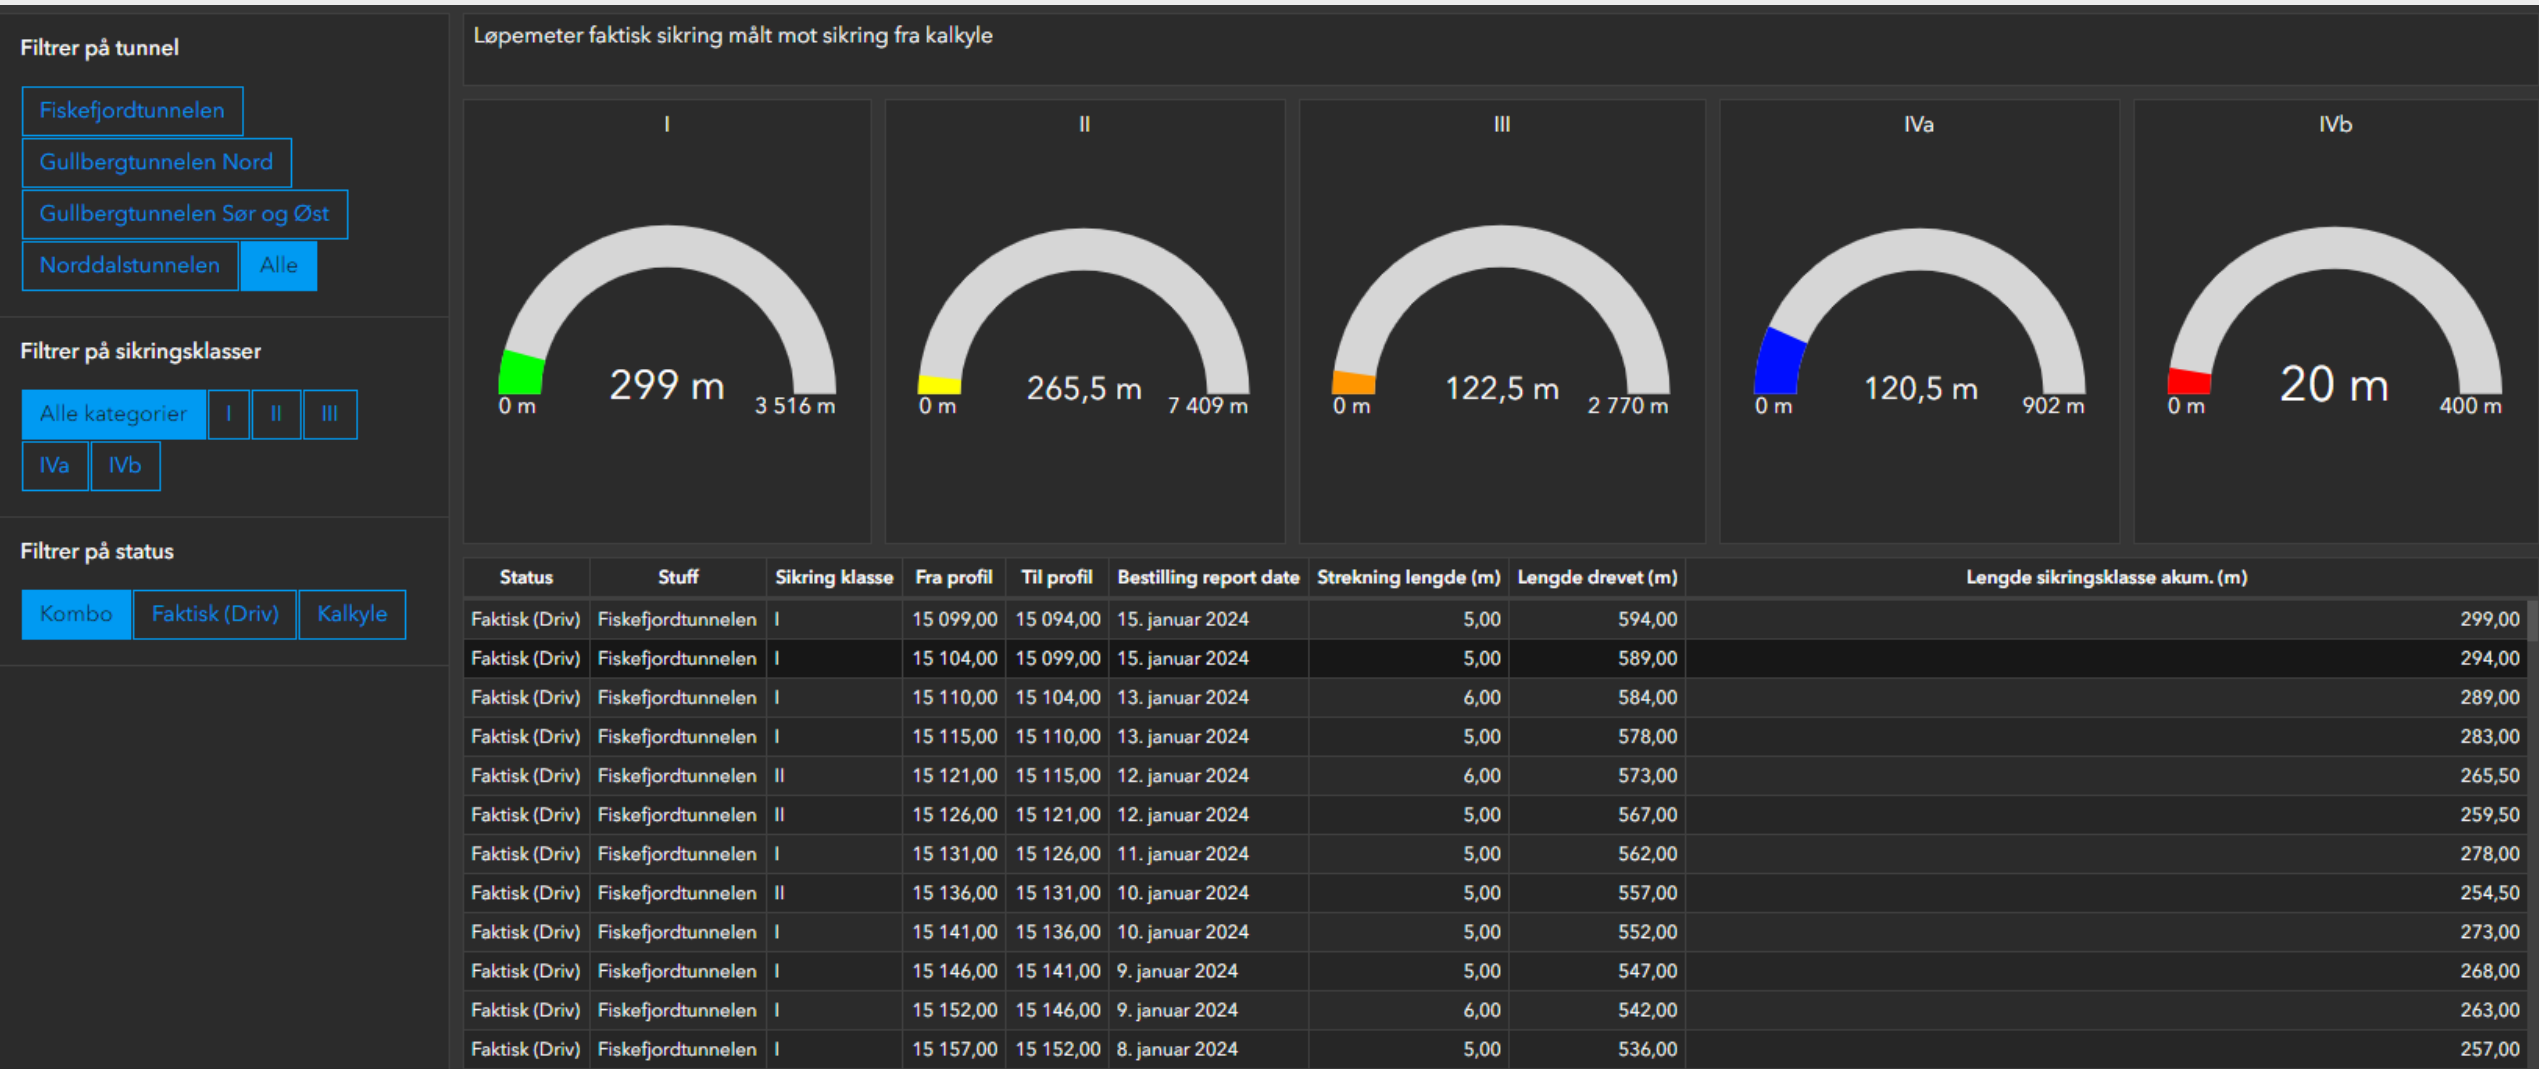 Filtrer på tunnel
Fiskefjordtunnelen
Gullbergtunnelen Nord
Gullbergtunnelen Sør og Øst
Norddalstunnelen Alle
Filtrer på sikringsklasser
Alle kategorier I II III
IVa IVb
Filtrer på status
Kombo Faktisk (Driv) Kalkyle
Løpemeter faktisk sikring målt mot sikring fra kalkyle
I
299 m
0 m 3 516 m
II
265,5 m
0 m 7 409 m
III
122,5 m
0 m 2 770 m
IVa
120,5 m
0 m 902 m
IVb
20 m
0 m 400 m
Status Stuff Sikring klasse Fra profil Til profil Bestilling report date Strekning lengde (m) Lengde drevet (m) Lengde sikringsklasse akum. (m)
Faktisk (Driv) Fiskefjordtunnelen I 15 099,00 15 094,00 15. januar 2024 5,00 594,00 299,00
Faktisk (Driv) Fiskefjordtunnelen I 15 104,00 15 099,00 15. januar 2024 5,00 589,00 294,00
Faktisk (Driv) Fiskefjordtunnelen I 15 110,00 15 104,00 13. januar 2024 6,00 584,00 289,00
Faktisk (Driv) Fiskefjordtunnelen I 15 115,00 15 110,00 13. januar 2024 5,00 578,00 283,00
Faktisk (Driv) Fiskefjordtunnelen II 15 121,00 15 115,00 12. januar 2024 6,00 573,00 265,50
Faktisk (Driv) Fiskefjordtunnelen II 15 126,00 15 121,00 12. januar 2024 5,00 567,00 259,50
Faktisk (Driv) Fiskefjordtunnelen I 15 131,00 15 126,00 11. januar 2024 5,00 562,00 278,00
Faktisk (Driv) Fiskefjordtunnelen II 15 136,00 15 131,00 10. januar 2024 5,00 557,00 254,50
Faktisk (Driv) Fiskefjordtunnelen I 15 141,00 15 136,00 10. januar 2024 5,00 552,00 273,00
Faktisk (Driv) Fiskefjordtunnelen I 15 146,00 15 141,00 9. januar 2024 5,00 547,00 268,00
Faktisk (Driv) Fiskefjordtunnelen I 15 152,00 15 146,00 9. januar 2024 6,00 542,00 263,00
Faktisk (Driv) Fiskefjordtunnelen I 15 157,00 15 152,00 8. januar 2024 5,00 536,00 257,00